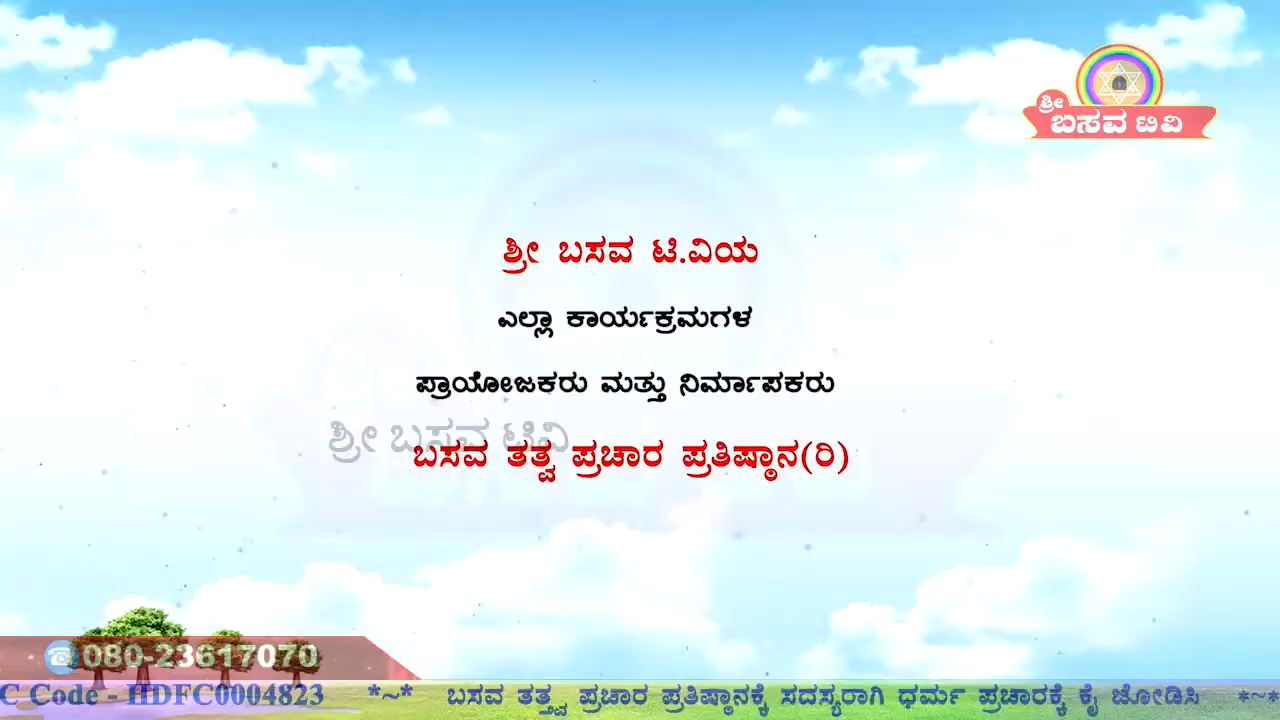 ಶ್ರೀ
ಬಸವ ಟಿವಿ
ಶ್ರೀ ಬಸವ ಟಿ.ವಿಯ
ಎಲ್ಲಾ ಕಾರ್ಯಕ್ರಮಗಳ
ಪ್ರಾಯೋಜಕರು ಮತ್ತು ನಿರ್ಮಾಪಕರು
ಶ್ರೀ ಬಸವ ಟಿವಿ
ಬಸವ ತತ್ವ ಪ್ರಚಾರ ಪ್ರತಿಷ್ಠಾನ(ರಿ)
080-23617070
C Code - HDFC0004823 *~* ಬಸವ ತತ್ತ್ವ ಪ್ರಚಾರ ಪ್ರತಿಷ್ಠಾನಕ್ಕೆ ಸದಸ್ಯರಾಗಿ ಧರ್ಮ ಪ್ರಚಾರಕ್ಕೆ ಕೈ ಜೋಡಿಸಿ *~*